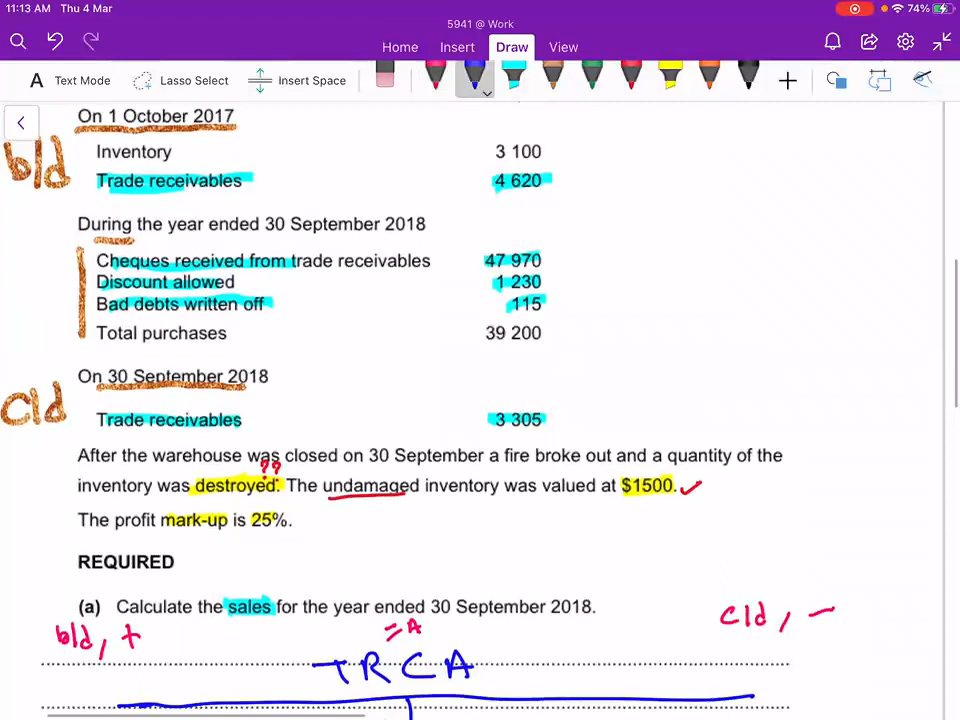 11:13 AM Thu 4 Mar
74%
5941 @ Work
Home Insert Draw View
A Text Mode Lasso Select Insert Space
On 1 October 2017
b/d
Inventory 3 100
Trade receivables 4 620
During the year ended 30 September 2018
Cheques received from trade receivables 47 970
Discount allowed 1 230
Bad debts written off 115
Total purchases 39 200
On 30 September 2018
c/d
Trade receivables 3 305
After the warehouse was closed on 30 September a fire broke out and a quantity of the
??
inventory was destroyed. The undamaged inventory was valued at $1500.
The profit mark-up is 25%.
REQUIRED
(a) Calculate the sales for the year ended 30 September 2018.
b/d, + = A c/d, -
TRCA